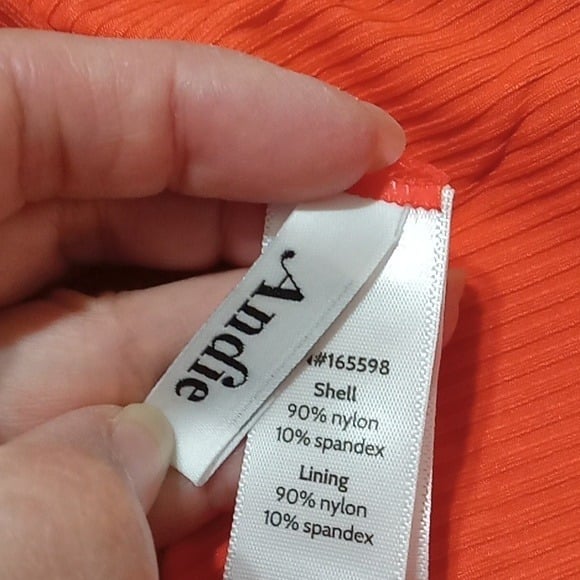 Andie
#165598
Shell
90% nylon
10% spandex
Lining
90% nylon
10% spandex